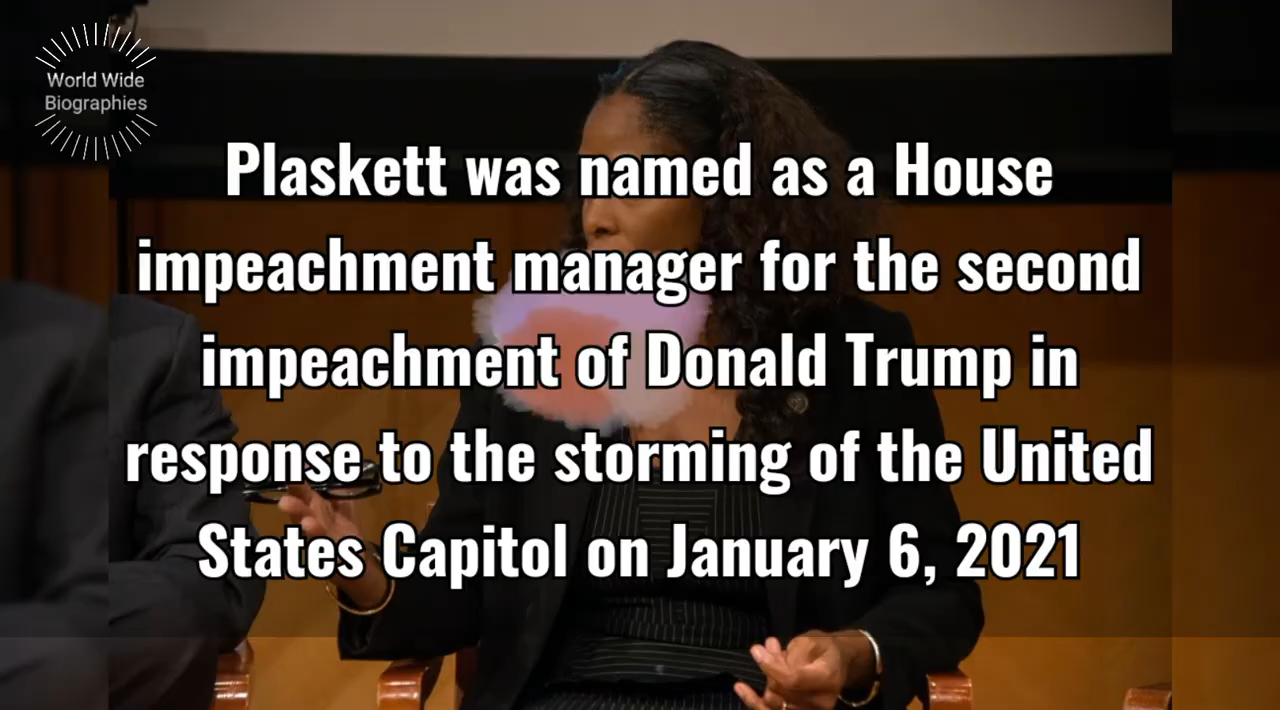 World Wide
Biographies
Plaskett was named as a House
impeachment manager for the second
impeachment of Donald Trump in
response to the storming of the United
States Capitol on January 6, 2021